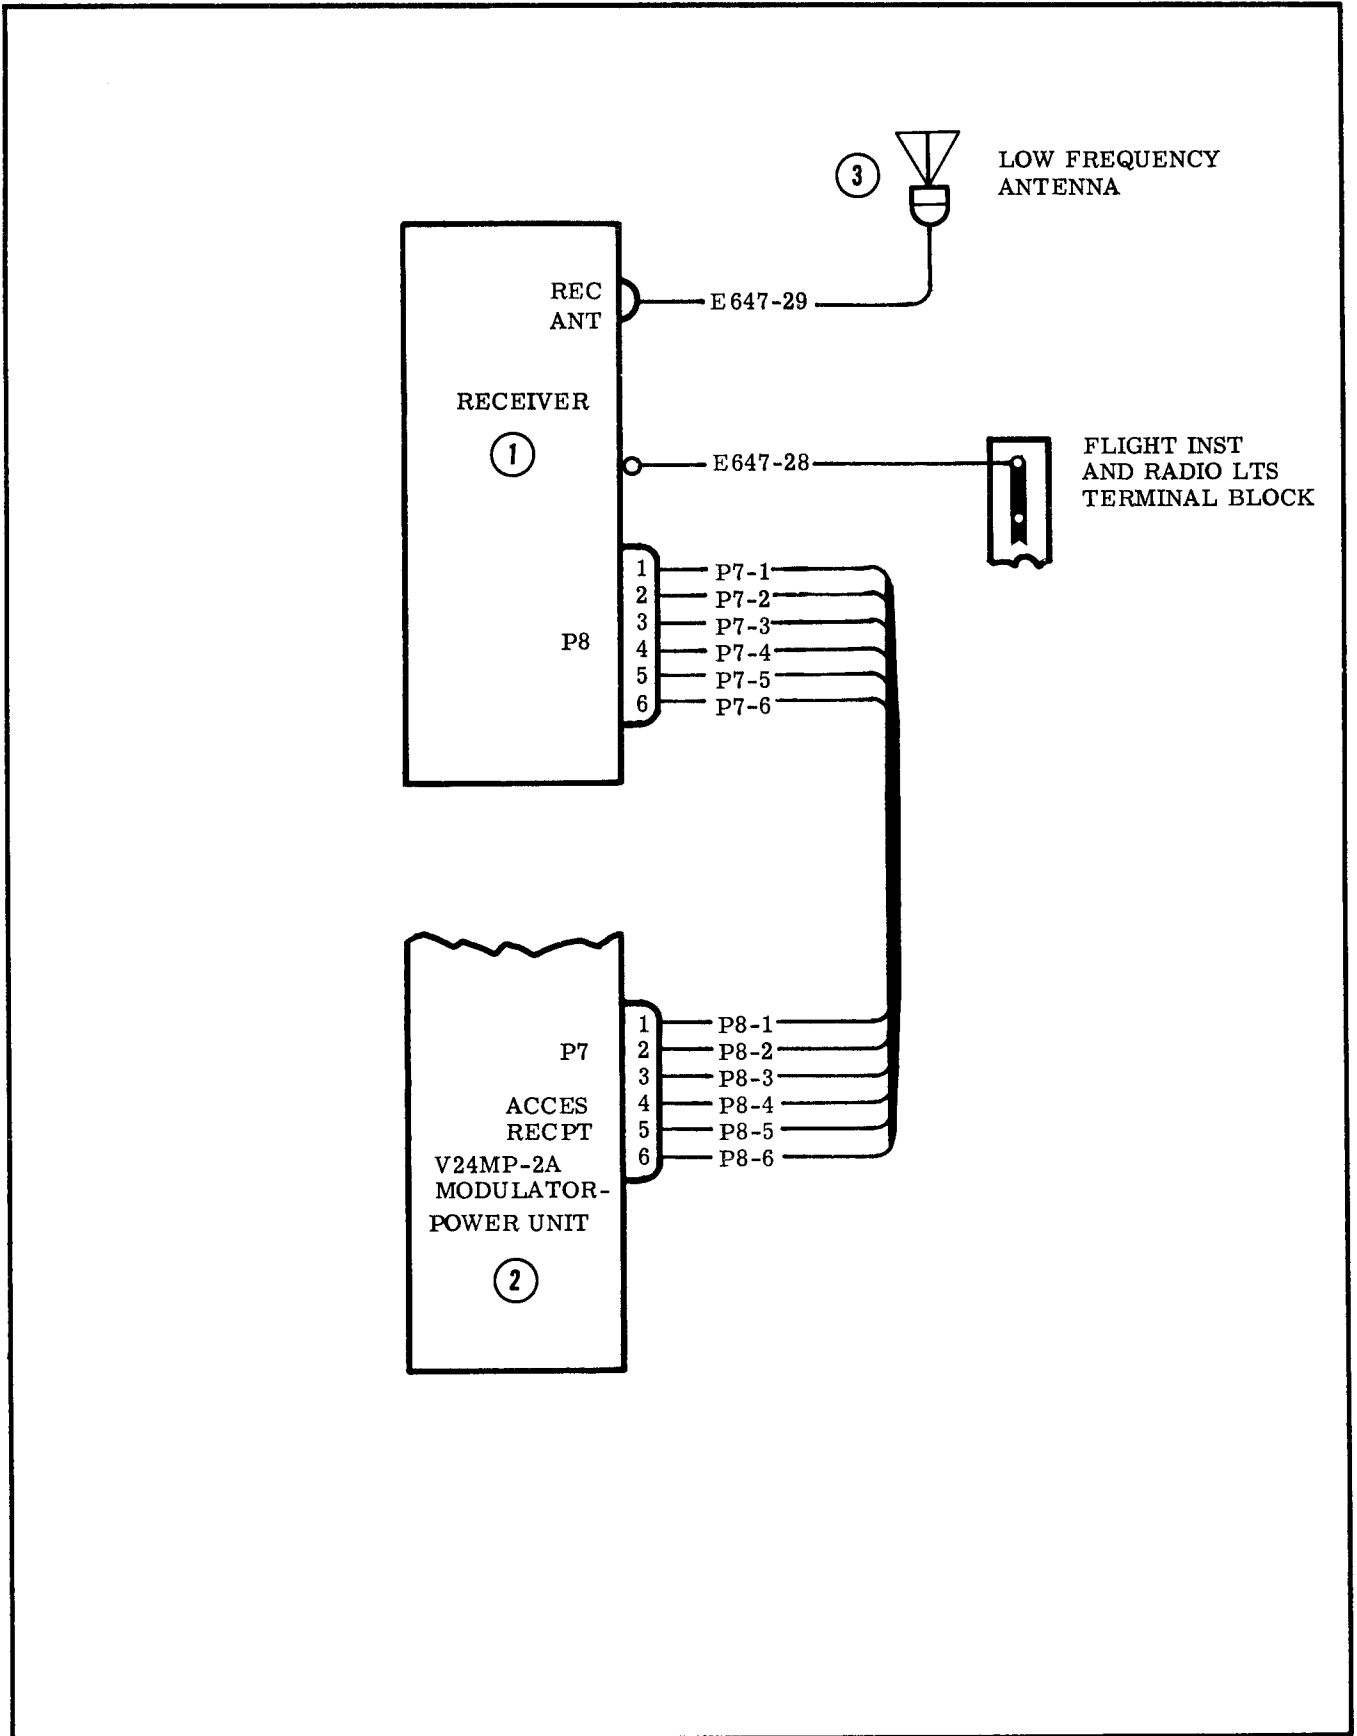 3
LOW FREQUENCY
ANTENNA
REC
ANT
E647-29
RECEIVER
1
E647-28
FLIGHT INST
AND RADIO LTS
TERMINAL BLOCK
P8
1 P7-1
2 P7-2
3 P7-3
4 P7-4
5 P7-5
6 P7-6
P7
ACCES
RECPT
1 P8-1
2 P8-2
3 P8-3
4 P8-4
5 P8-5
6 P8-6
V24MP-2A
MODULATOR-
POWER UNIT
2